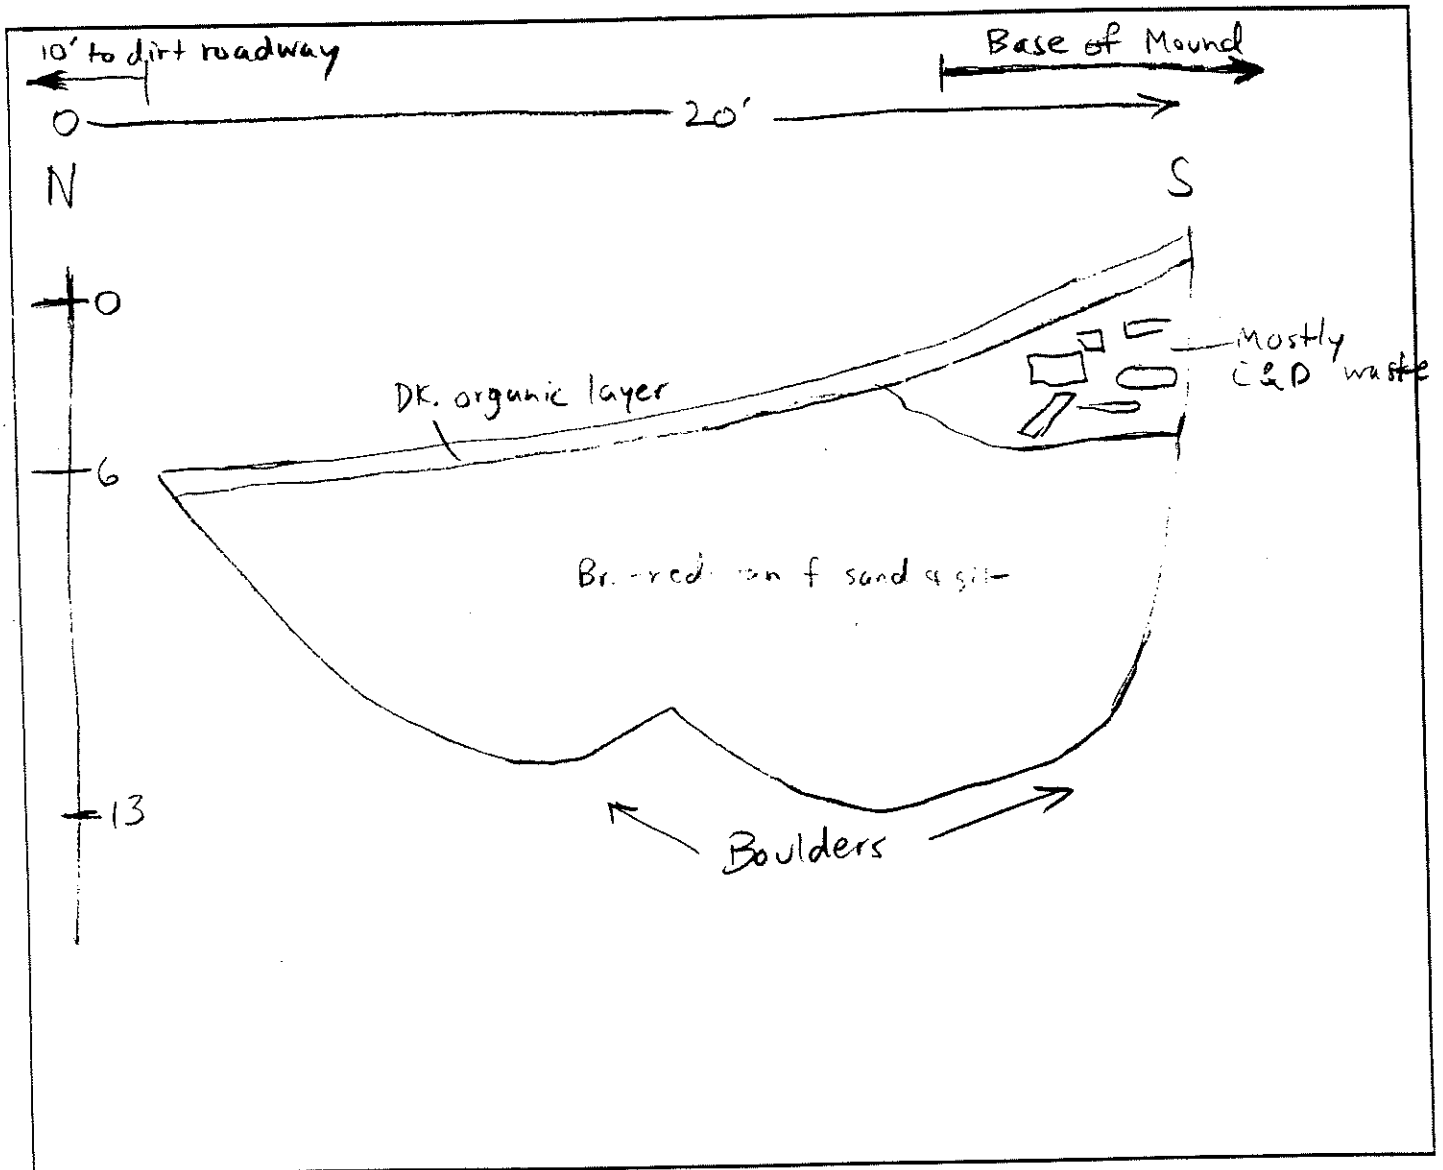 10' to dirt roadway
Base of Mound
0
20'
N
S
0
Mostly
C&D waste
DK. organic layer
6
Br.-red f sand &
13
Boulders